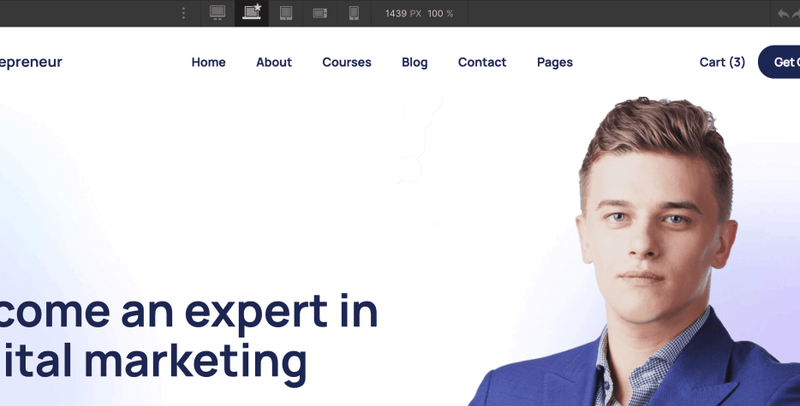 1439 PX 100 %
epreneur Home About Courses Blog Contact Pages Cart (3) Get
come an expert in
ital marketing